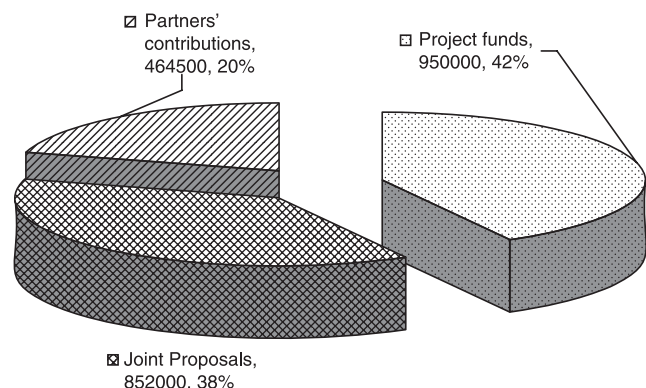 Partners’
contributions,
464500, 20%
Project funds,
950000, 42%
Joint Proposals,
852000, 38%